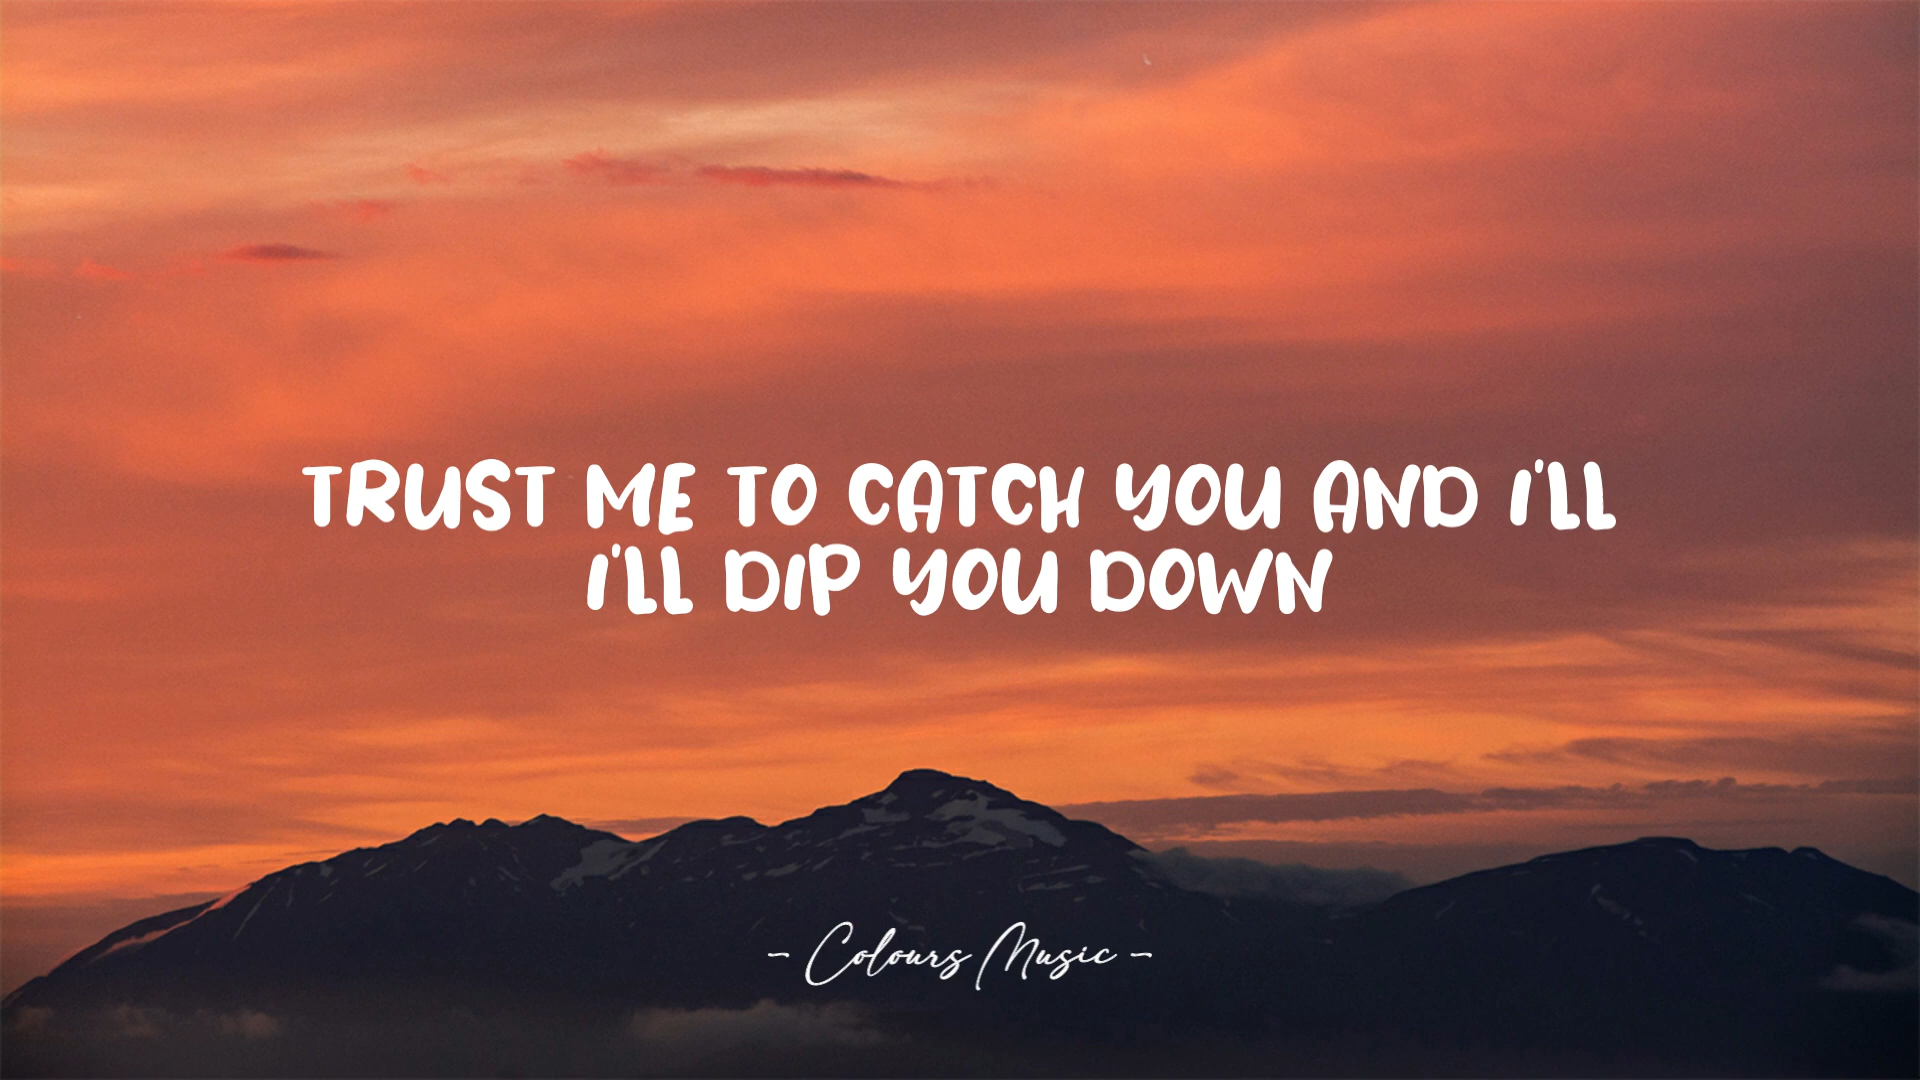 TRUST ME TO CATCH YOU AND I'LL
I'LL DIP YOU DOWN
- Colours Music -